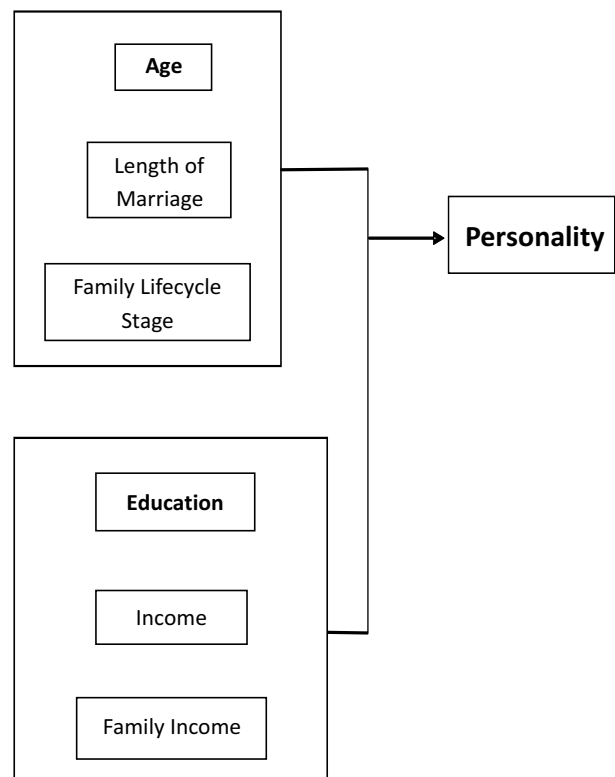 Age
Length of
Marriage
Family Lifecycle
Stage
Personality
Education
Income
Family Income